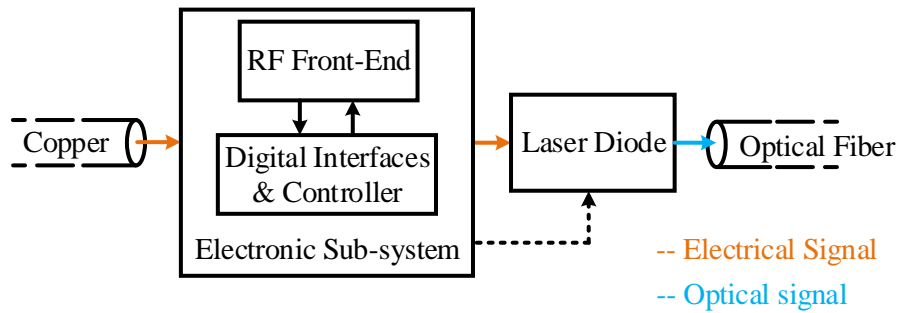 RF Front-End
Copper
Digital Interfaces
& Controller
Laser Diode
Optical Fiber
Electronic Sub-system
-- Electrical Signal
-- Optical signal